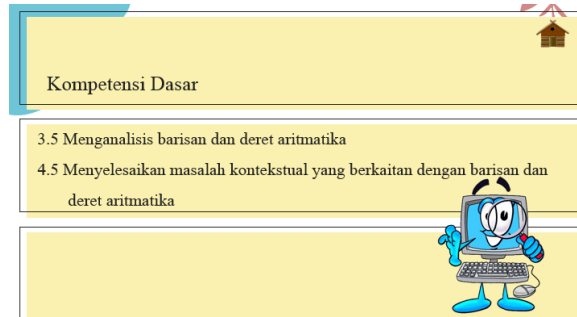 Kompetensi Dasar
3.5 Menganalisis barisan dan deret aritmatika
4.5 Menyelesaikan masalah kontekstual yang berkaitan dengan barisan dan
deret aritmatika